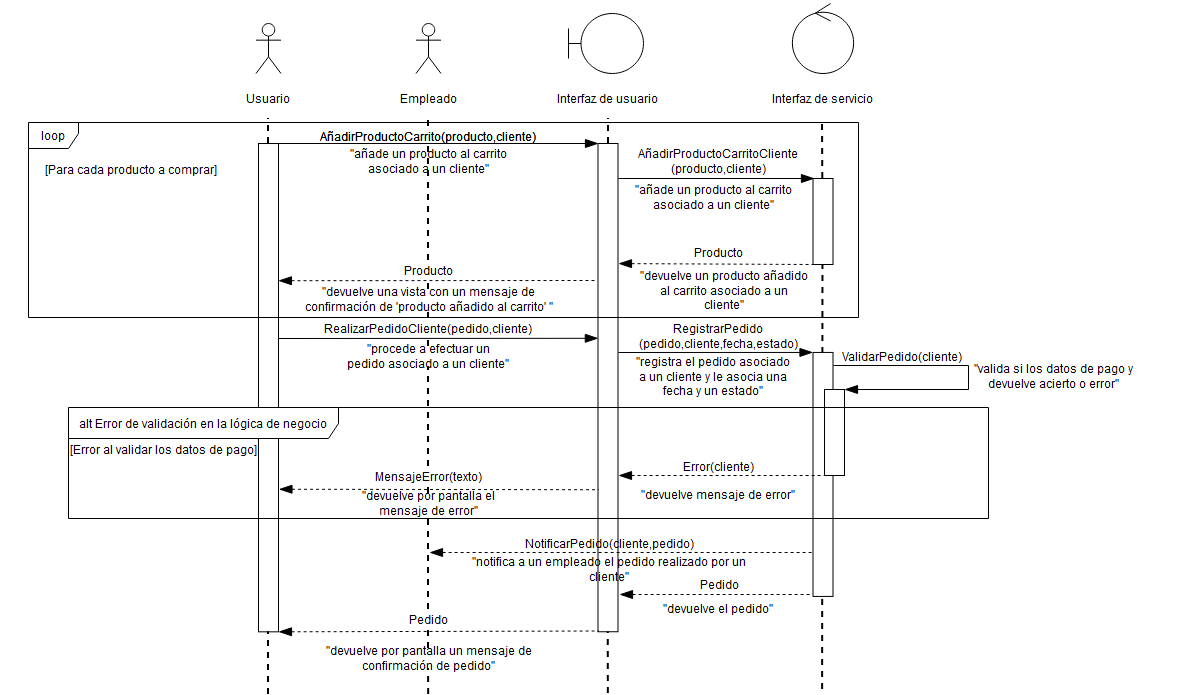 Usuario
Empleado
Interfaz de usuario
Interfaz de servicio
loop
[Para cada producto a comprar]
AñadirProductoCarrito(producto,cliente)
"añade un producto al carrito
asociado a un cliente"
AñadirProductoCarritoCliente
(producto,cliente)
"añade un producto al carrito
asociado a un cliente"
Producto
"devuelve un producto añadido
al carrito asociado a un
cliente"
Producto
"devuelve una vista con un mensaje de
confirmación de 'producto añadido al carrito' "
RealizarPedidoCliente(pedido,cliente)
"procede a efectuar un
pedido asociado a un cliente"
RegistrarPedido
(pedido,cliente,fecha,estado)
"registra el pedido asociado
a un cliente y le asocia una
fecha y un estado"
ValidarPedido(cliente)
"valida si los datos de pago y
devuelve acierto o error"
alt Error de validación en la lógica de negocio
[Error al validar los datos de pago]
Error(cliente)
"devuelve mensaje de error"
MensajeError(texto)
"devuelve por pantalla el
mensaje de error"
NotificarPedido(cliente,pedido)
"notifica a un empleado el pedido realizado por un
cliente"
Pedido
"devuelve el pedido"
Pedido
"devuelve por pantalla un mensaje de
confirmación de pedido"